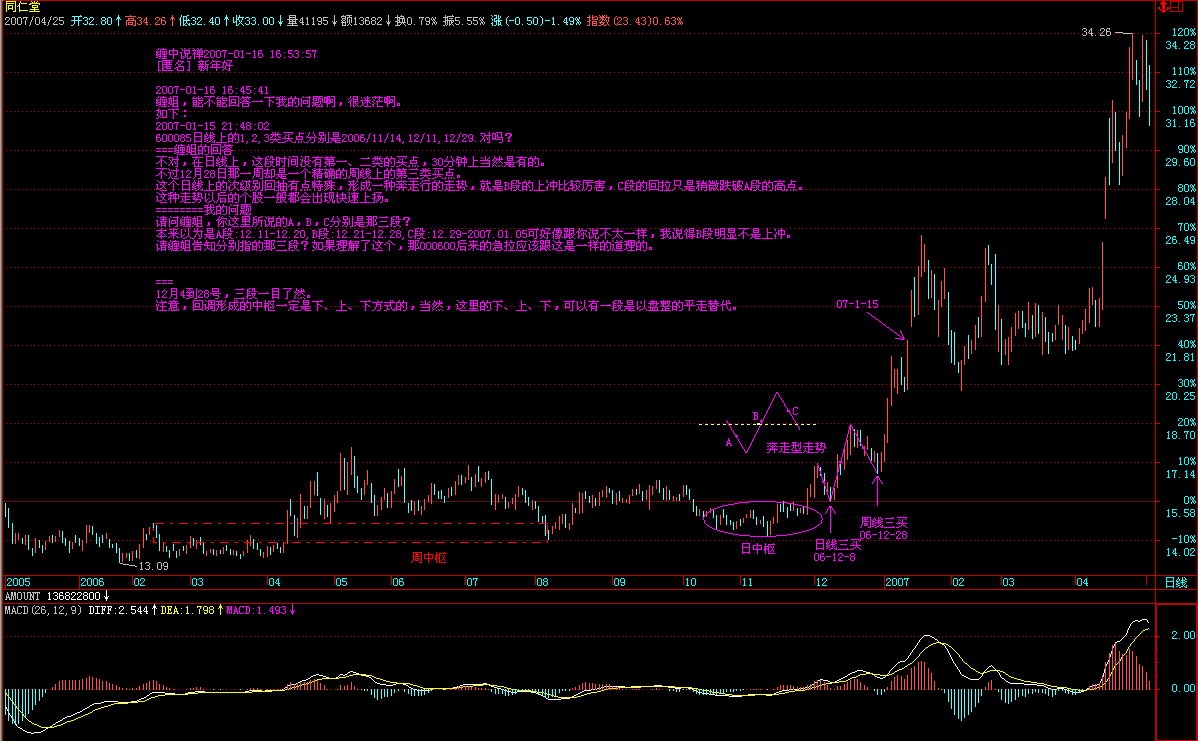 同仁堂
2007/04/25 开32.80↑高34.26↑低32.40↑收33.00↓量41195↓额13682↓换0.79% 振5.55% 涨(-0.50)-1.49% 指数(23.43)0.63%
34.26
缠中说禅2007-01-16 16:53:57
[匿名] 新年好
2007-01-16 16:45:41
缠姐，能不能回答一下我的问题啊，很迷茫啊。
如下：
2007-01-15 21:48:02
600085日线上的1,2,3类买点分别是2006/11/14,12/11,12/29.对吗？
===缠姐的回答
不对，在日线上，这段时间没有第一、二类的买点，30分钟上当然是有的。
不过12月28日那一周却是一个精确的周线上的第三类买点。
这个日线上的次级别回抽有点特殊，形成一种奔走行的走势，就是B段的上冲比较厉害，C段的回拉只是稍微跌破A段的高点。
这种走势以后的个股一般都会出现快速上扬。
========我的问题
请问缠姐，你这里所说的A，B，C分别是那三段？
本来以为是A段:12.11-12.20,B段:12.21-12.28,C段:12.29-2007.01.05可好像跟你说不太一样，我说得B段明显不是上冲。
请缠姐告知分别指的那三段？如果理解了这个，那000600后来的急拉应该跟这是一样的道理的。
===
12月4到28号，三段一目了然。
注意，回调形成的中枢一定是下、上、下方式的，当然，这里的下、上、下，可以有一段是以盘整的平走替代。
07-1-15
B
C
A
奔走型走势
周中枢
日中枢
日线三买
06-12-8
周线三买
06-12-28
13.09
120%
34.28
110%
32.72
100%
31.16
90%
29.60
80%
28.04
70%
26.49
60%
24.93
50%
23.37
40%
21.81
30%
20.25
20%
18.70
10%
17.14
0%
15.58
-10%
14.02
2005 2006 02 03 04 05 06 07 08 09 10 11 12 2007 02 03 04 日线
AMOUNT 136822800↓
MACD(26,12,9) DIFF:2.544↑DEA:1.798↑MACD:1.493↓
2.00
0.00